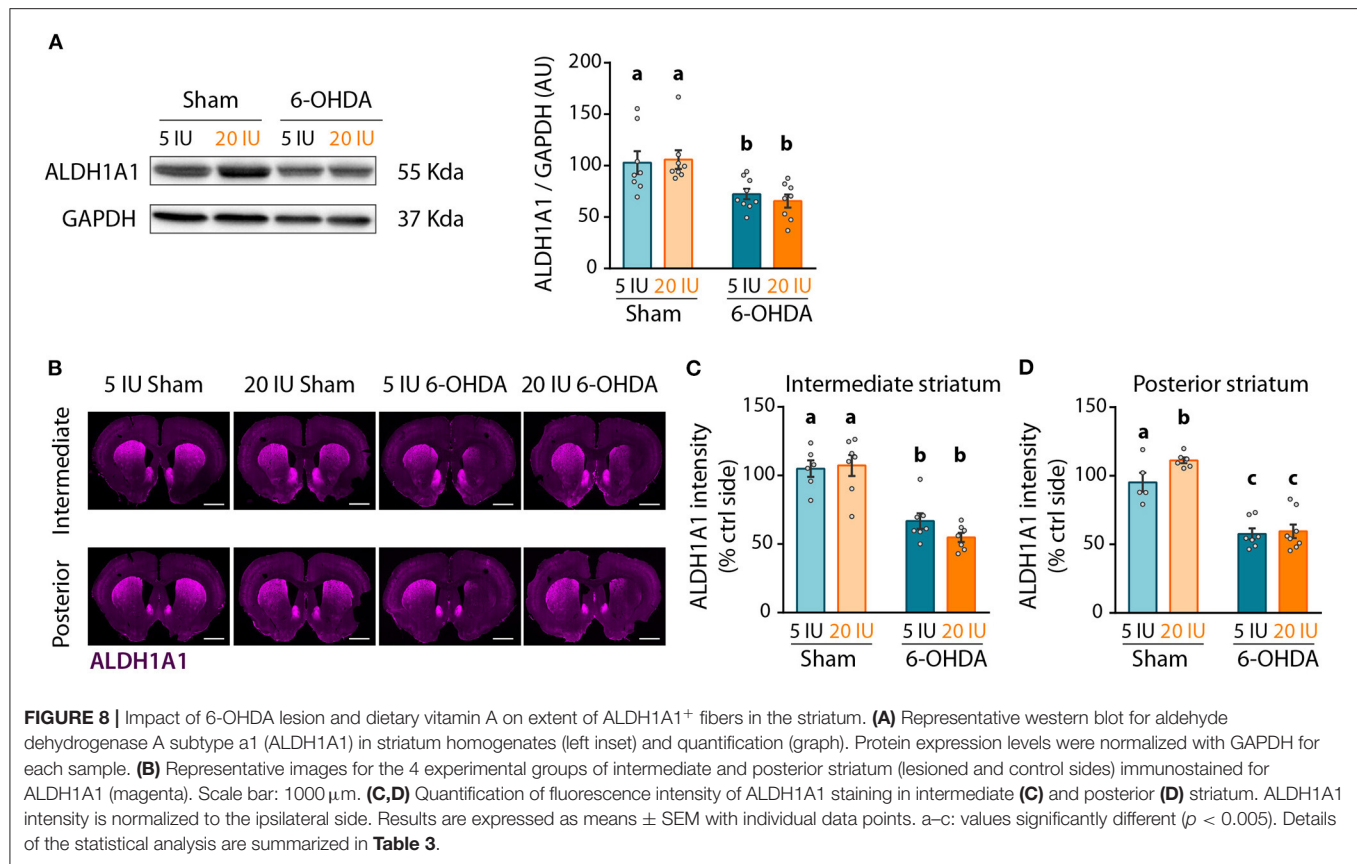 A
Sham 6-OHDA
5 IU 20 IU 5 IU 20 IU
ALDH1A1 55 Kda
GAPDH 37 Kda
ALDH1A1 / GAPDH (AU)
200
150
100
50
0
a a b b
5 IU 20 IU 5 IU 20 IU
Sham 6-OHDA
B
5 IU Sham 20 IU Sham 5 IU 6-OHDA 20 IU 6-OHDA
Intermediate
Posterior
ALDH1A1
C
Intermediate striatum
ALDH1A1 intensity
(% ctrl side)
150
100
50
0
a a b b
5 IU 20 IU 5 IU 20 IU
Sham 6-OHDA
D
Posterior striatum
ALDH1A1 intensity
(% ctrl side)
150
100
50
0
a b c c
5 IU 20 IU 5 IU 20 IU
Sham 6-OHDA
FIGURE 8 | Impact of 6-OHDA lesion and dietary vitamin A on extent of ALDH1A1⁺ fibers in the striatum. (A) Representative western blot for aldehyde
dehydrogenase A subtype a1 (ALDH1A1) in striatum homogenates (left inset) and quantification (graph). Protein expression levels were normalized with GAPDH for
each sample. (B) Representative images for the 4 experimental groups of intermediate and posterior striatum (lesioned and control sides) immunostained for
ALDH1A1 (magenta). Scale bar: 1000 μm. (C,D) Quantification of fluorescence intensity of ALDH1A1 staining in intermediate (C) and posterior (D) striatum. ALDH1A1
intensity is normalized to the ipsilateral side. Results are expressed as means ± SEM with individual data points. a–c: values significantly different (p < 0.005). Details
of the statistical analysis are summarized in Table 3.